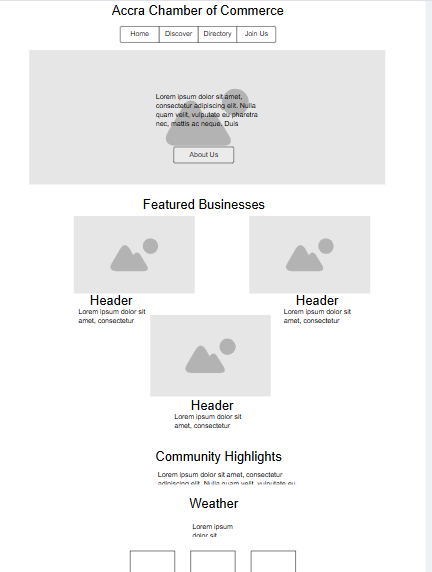 Accra Chamber of Commerce
Home Discover Directory Join Us
Lorem ipsum dolor sit amet,
consectetur adipiscing elit. Nulla
quam velit, vulputate eu pharetra
nec, mattis ac neque. Duis
About Us
Featured Businesses
Header
Lorem ipsum dolor sit
amet, consectetur
Header
Lorem ipsum dolor sit
amet, consectetur
Header
Lorem ipsum dolor sit
amet, consectetur
Community Highlights
Lorem ipsum dolor sit amet, consectetur
adipiscing elit. Nulla quam velit, vulputate eu
Weather
Lorem ipsum
dolor sit